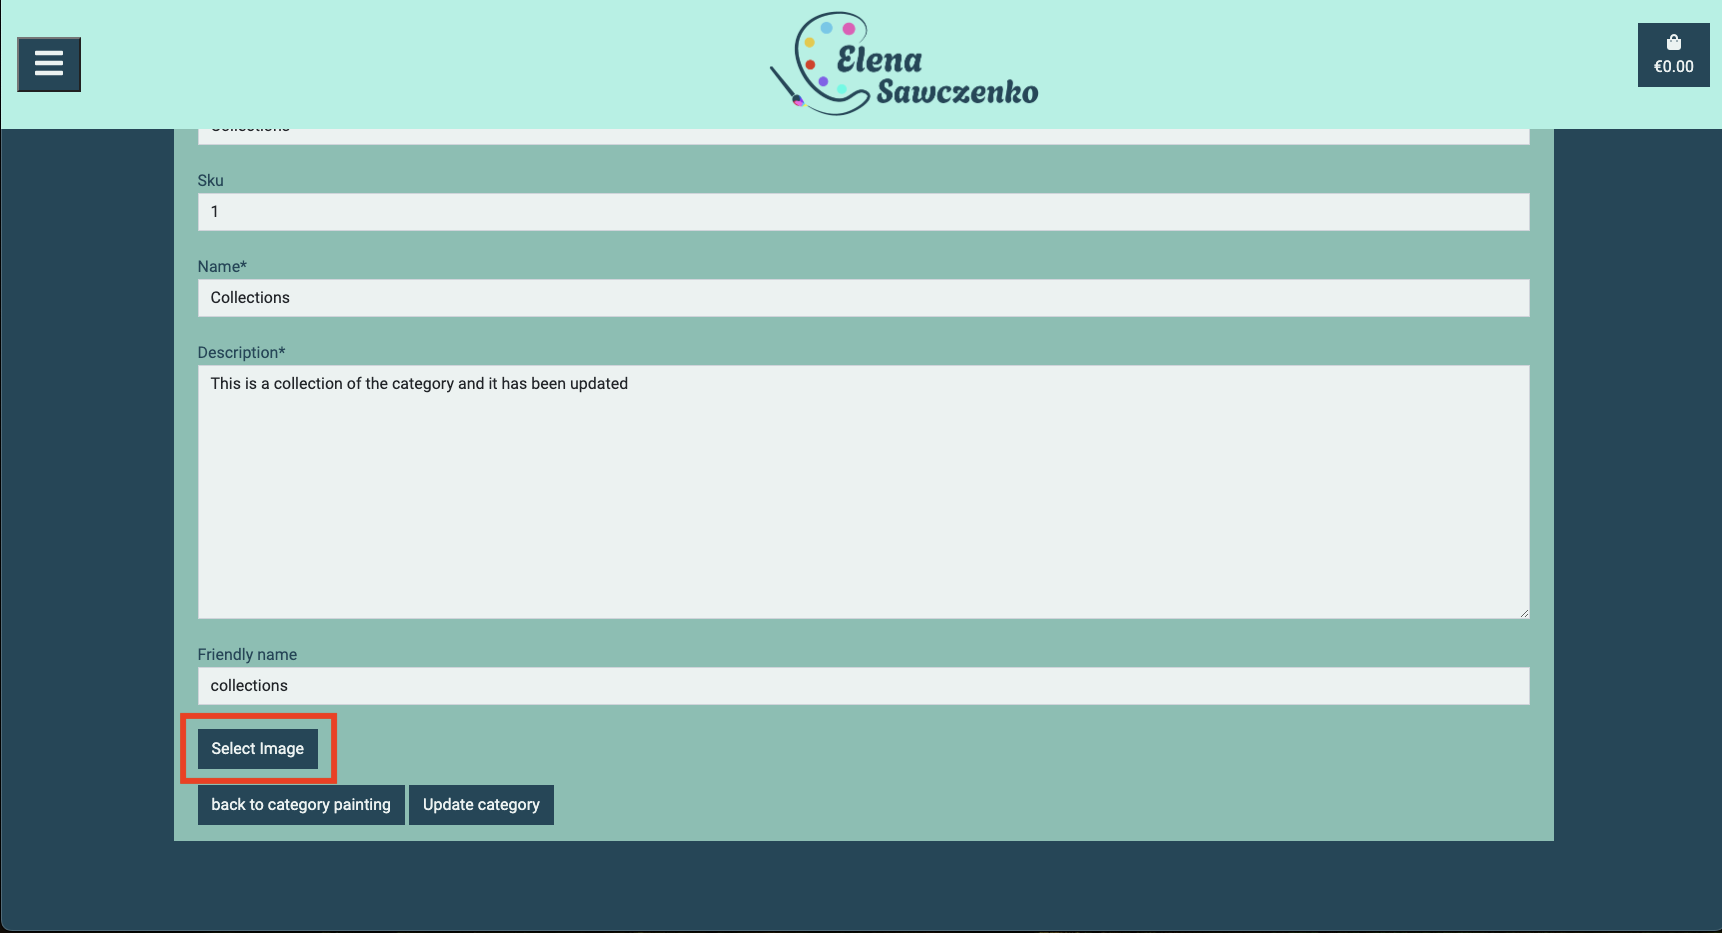 Elena
Sawczenko
€0.00
Collections
Sku
1
Name*
Collections
Description*
This is a collection of the category and it has been updated
Friendly name
collections
Select Image
back to category painting
Update category